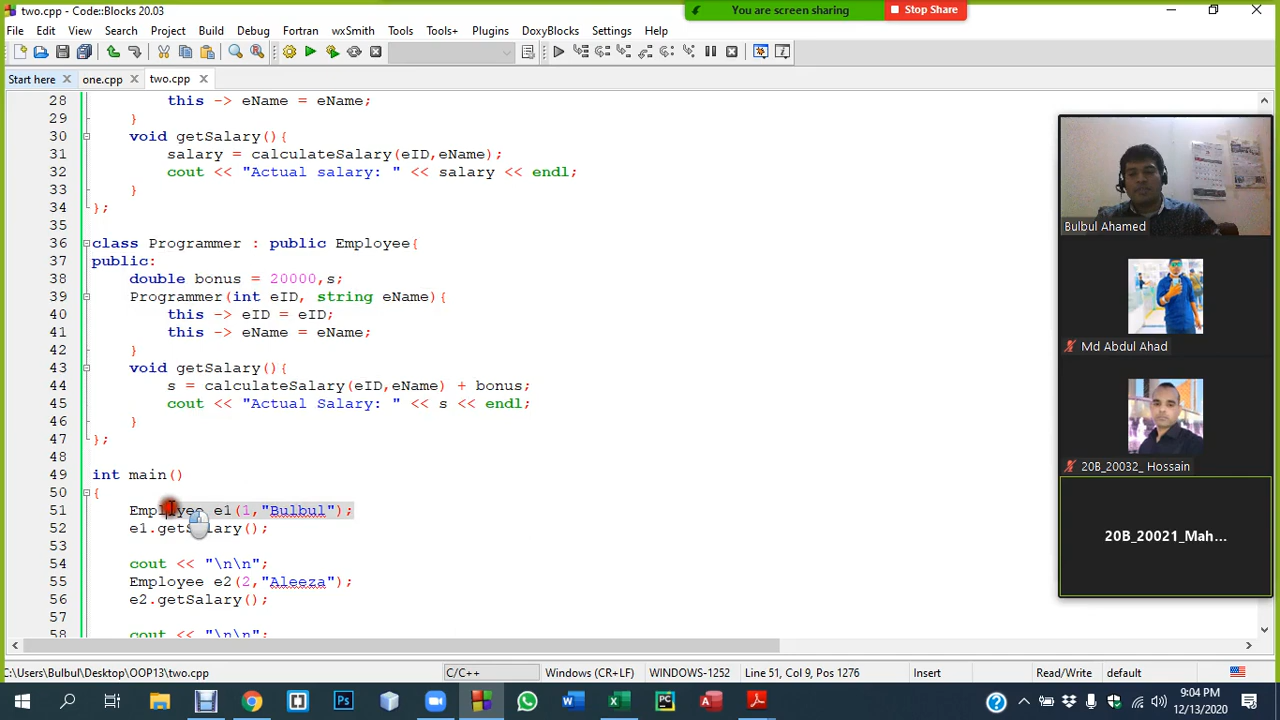 two.cpp - Code::Blocks 20.03
You are screen sharing
Stop Share
File Edit View Search Project Build Debug Fortran wxSmith Tools Tools+ Plugins DoxyBlocks Settings Help
Start here one.cpp two.cpp
28 this -> eName = eName;
29 }
30 void getSalary(){
31 salary = calculateSalary(eID,eName);
32 cout << "Actual salary: " << salary << endl;
33 }
34 };
35
36 class Programmer : public Employee{
37 public:
38 double bonus = 20000,s;
39 Programmer(int eID, string eName){
40 this -> eID = eID;
41 this -> eName = eName;
42 }
43 void getSalary(){
44 s = calculateSalary(eID,eName) + bonus;
45 cout << "Actual Salary: " << s << endl;
46 }
47 };
48
49 int main()
50 {
51 Employee e1(1,"Bulbul");
52 e1.getSalary();
53
54 cout << "\n\n";
55 Employee e2(2,"Aleeza");
56 e2.getSalary();
57
58 cout << "\n\n";
Bulbul Ahamed
Md Abdul Ahad
20B_20032_ Hossain
20B_20021_Mah...
C:\Users\Bulbul\Desktop\OOP13\two.cpp C/C++ Windows (CR+LF) WINDOWS-1252 Line 51, Col 9, Pos 1276 Insert Read/Write default
Ps
PC
9:04 PM
12/13/2020